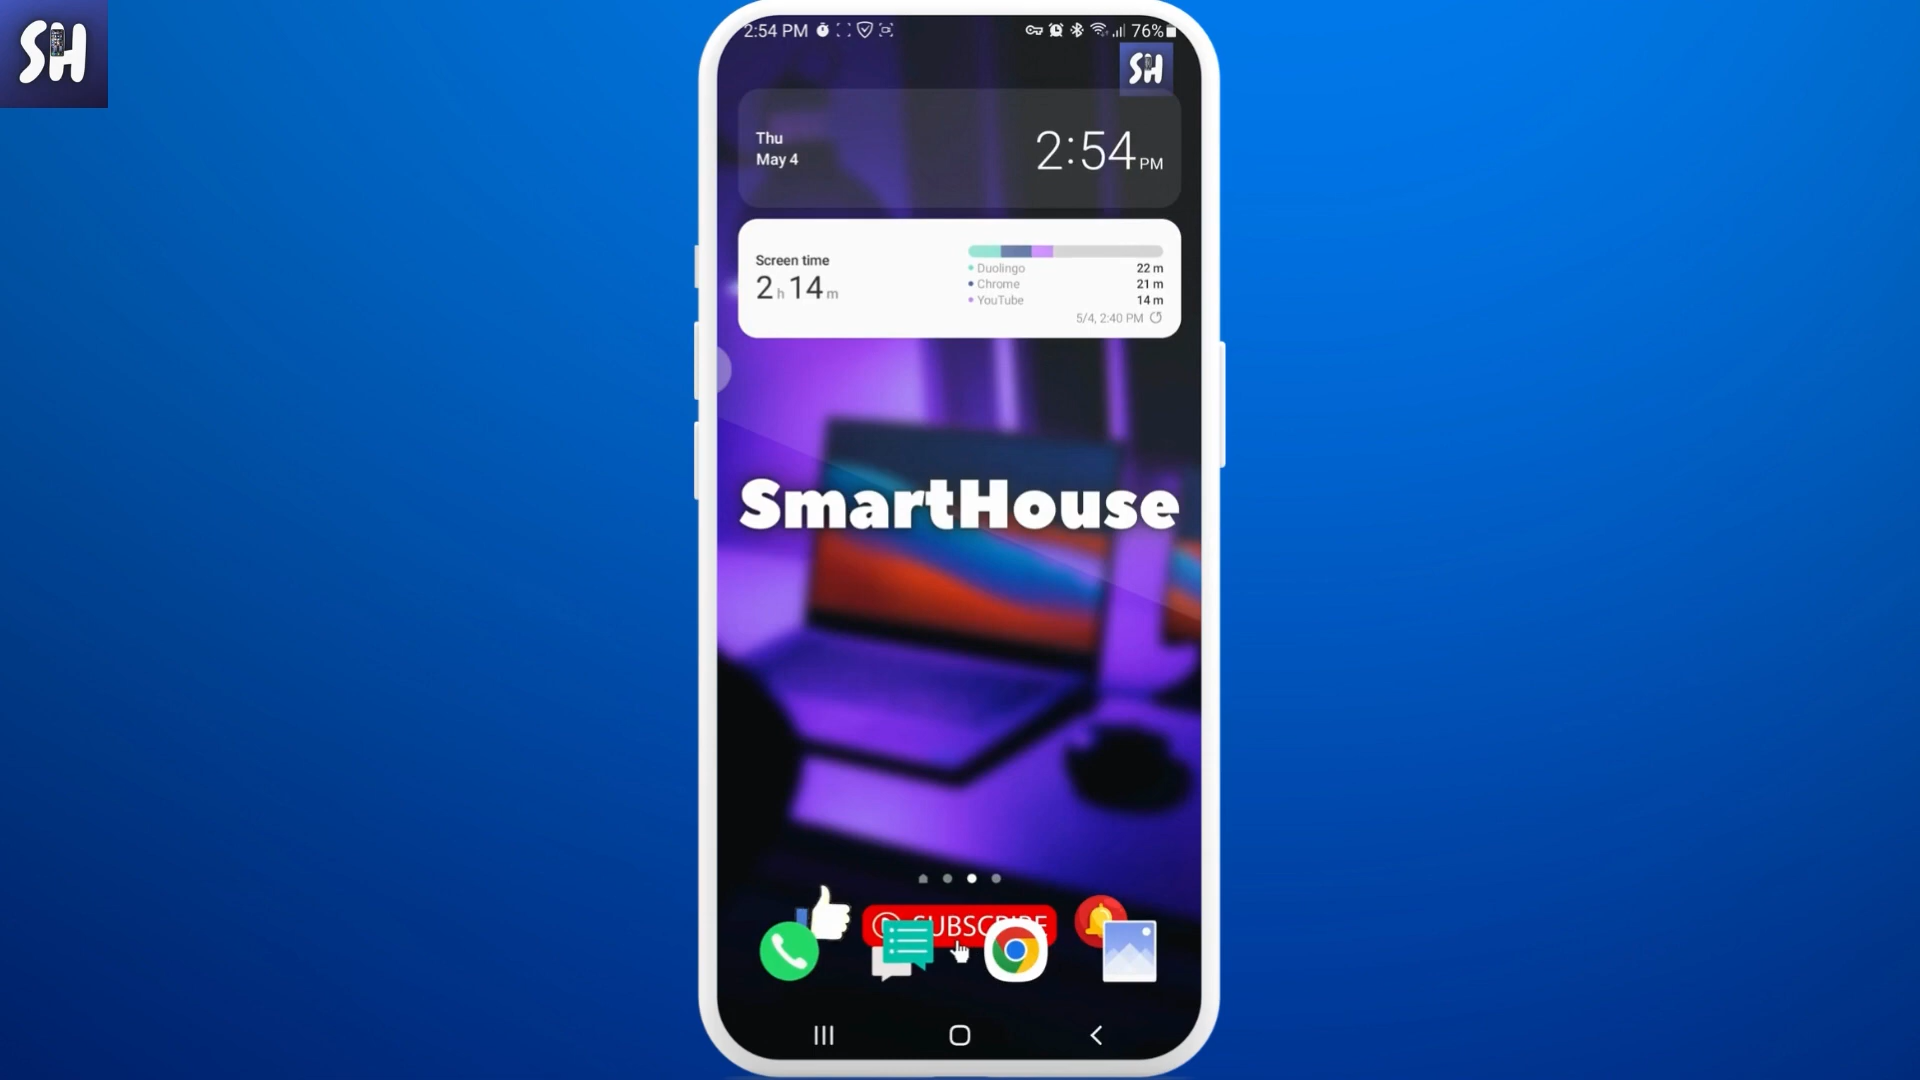 SH
2:54 PM
76%
SH
Thu
May 4
2:54 PM
Screen time
2 h 14 m
Duolingo 22 m
Chrome 21 m
YouTube 14 m
5/4, 2:40 PM
SmartHouse
SUBSCRIBE